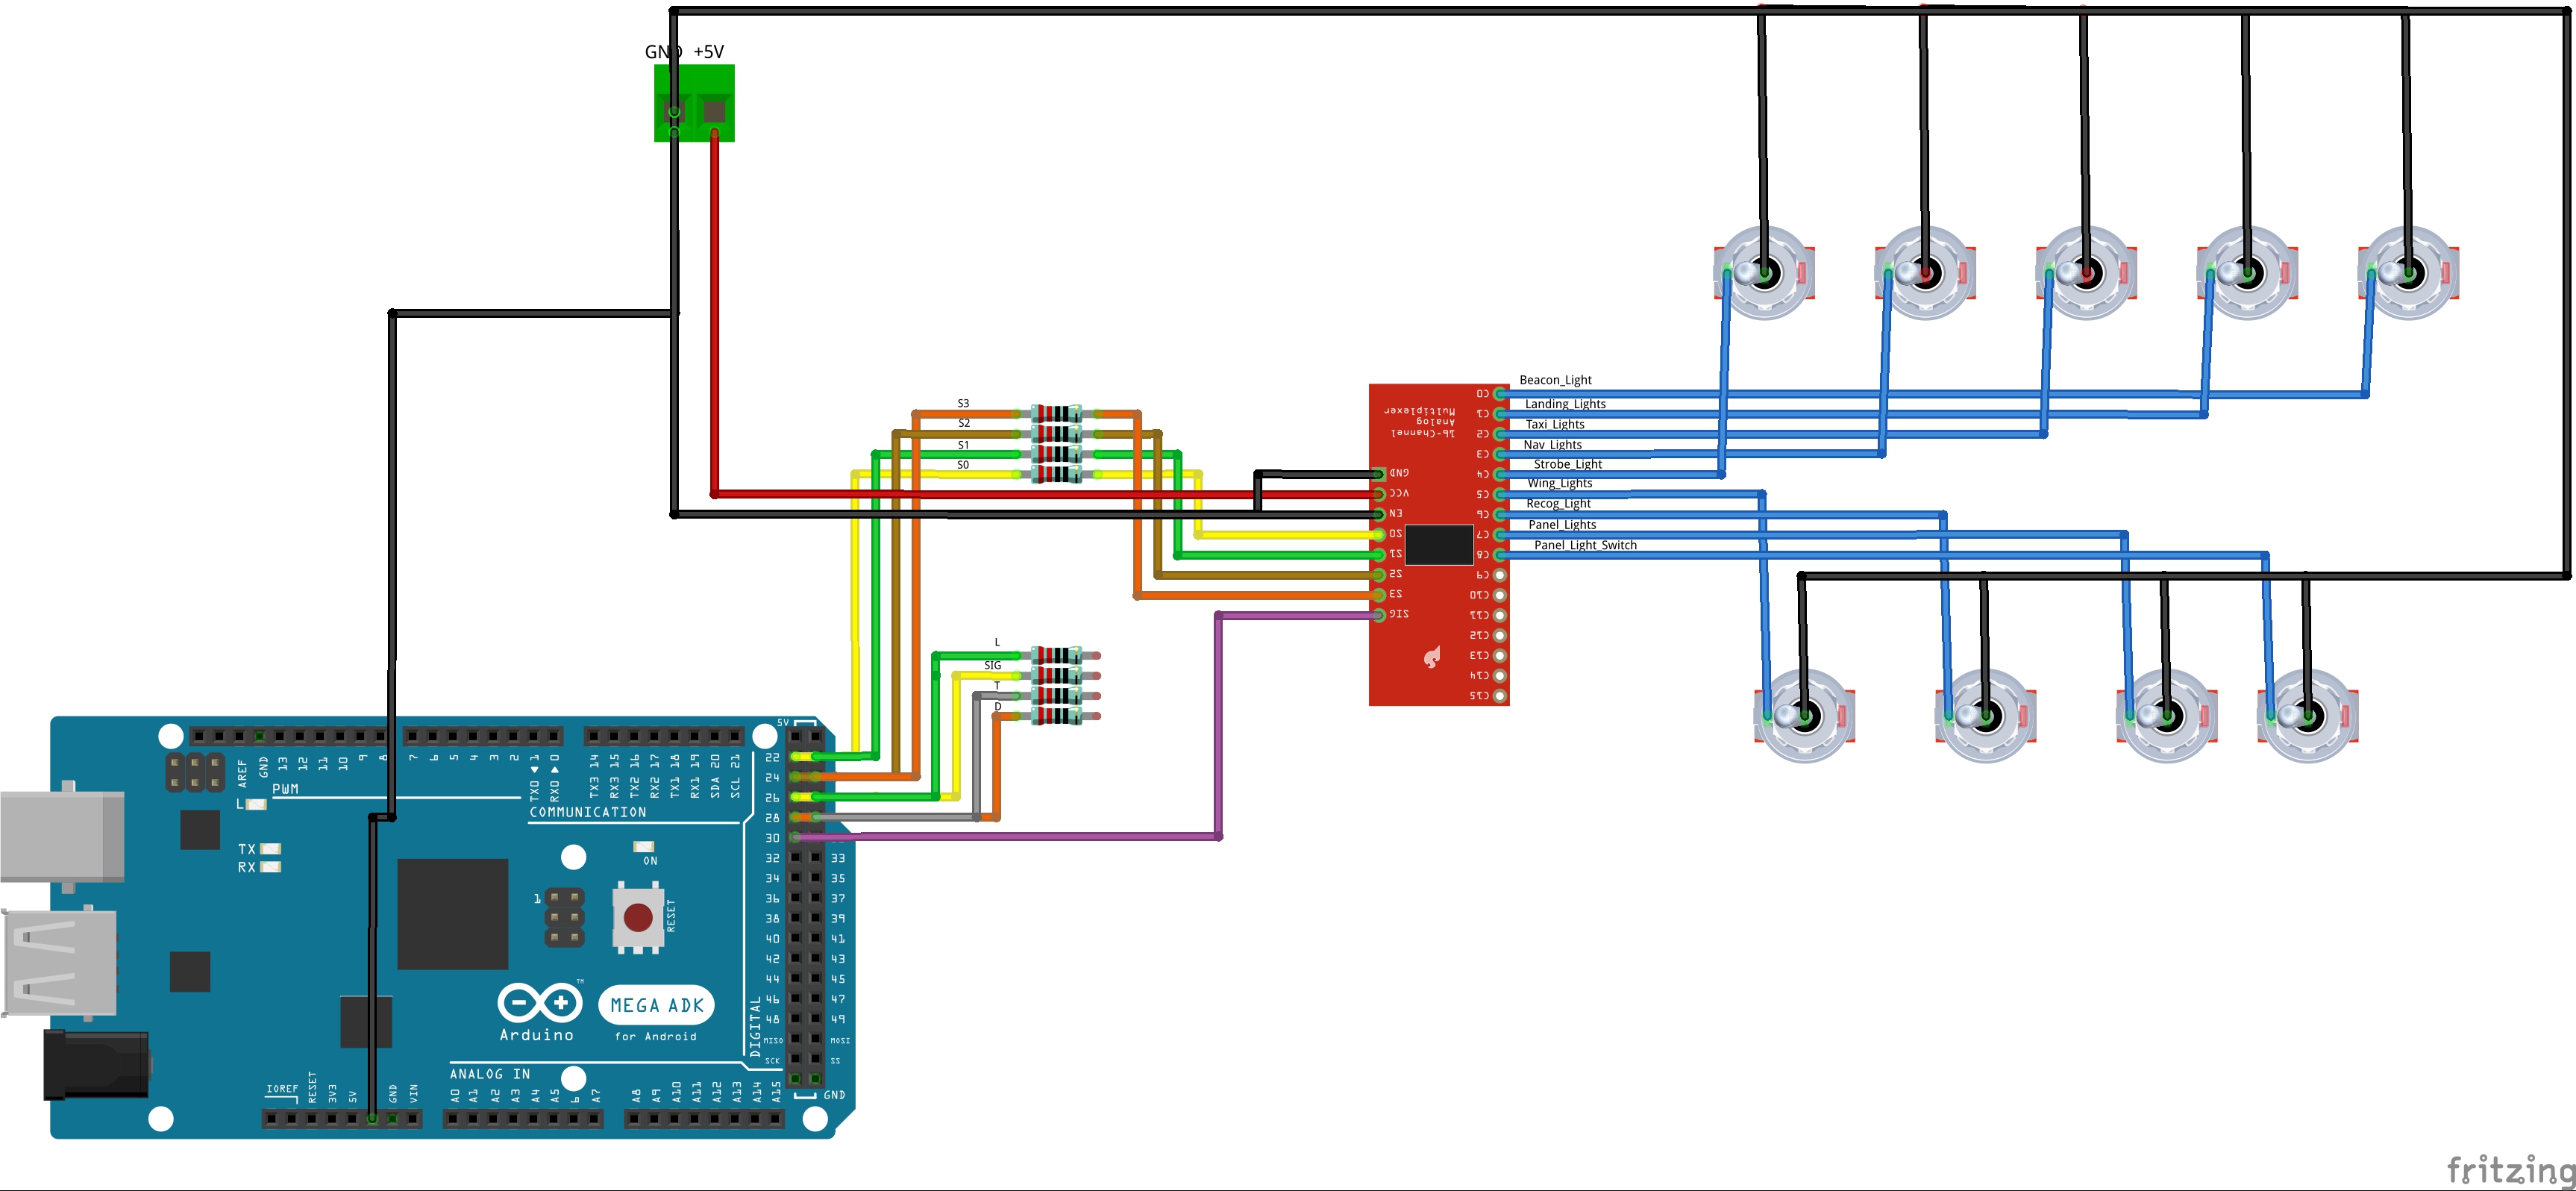 GND +5V
S3
S2
S1
S0
L
SIG
T
D
16-Channel
Analog
Multiplexer
GND
VCC
EN
S0
S1
S2
S3
SIG
C0
C1
C2
C3
C4
C5
C6
C7
C8
C9
C10
C11
C12
C13
C14
C15
Beacon_Light
Landing_Lights
Taxi_Lights
Nav_Lights
Strobe_Light
Wing_Lights
Recog_Light
Panel_Lights
Panel_Light_Switch
5V
AREF
GND
13
12
11
10
9
8
7
6
5
4
3
2
TX0 ◄ 1
RX0 ► 0
TX3 14
RX3 15
TX2 16
RX2 17
TX1 18
RX1 19
SDA 20
SCL 21
PWM
COMMUNICATION
L
TX
RX
ON
1
RESET
22
24
26
28
30
32 33
34 35
36 37
38 39
40 41
42 43
44 45
46 47
48 49
MISO MOSI
SCK SS
GND
DIGITAL
Arduino
TM
MEGA ADK
for Android
ANALOG IN
IOREF
RESET
3V3
5V
GND
VIN
A0
A1
A2
A3
A4
A5
6
A7
A8
A9
A10
A11
A12
A13
A14
A15
fritzing